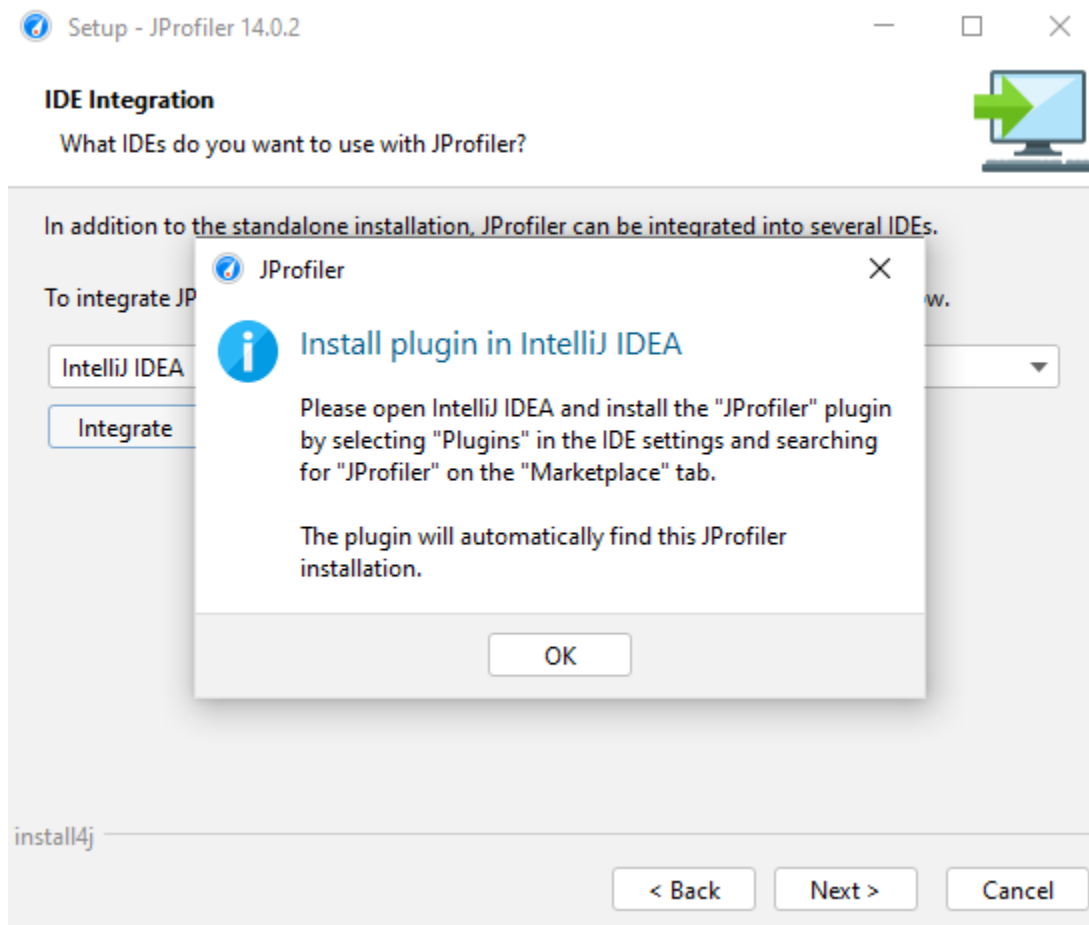 Setup - JProfiler 14.0.2
IDE Integration
What IDEs do you want to use with JProfiler?
In addition to the standalone installation, JProfiler can be integrated into several IDEs.
JProfiler
To integrate JP
w.
Install plugin in IntelliJ IDEA
IntelliJ IDEA
Please open IntelliJ IDEA and install the "JProfiler" plugin
by selecting "Plugins" in the IDE settings and searching
for "JProfiler" on the "Marketplace" tab.
Integrate
The plugin will automatically find this JProfiler
installation.
OK
install4j
< Back
Next >
Cancel